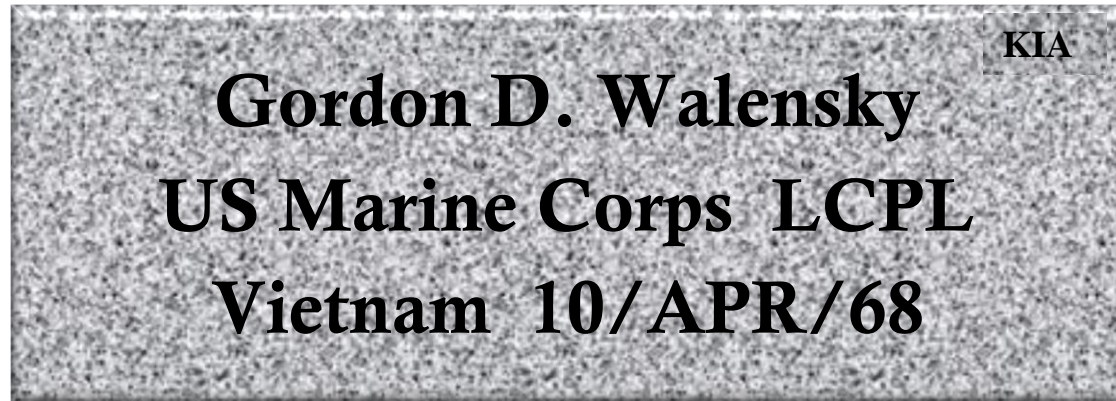 KIA
Gordon D. Walensky
US Marine Corps LCPL
Vietnam 10/APR/68